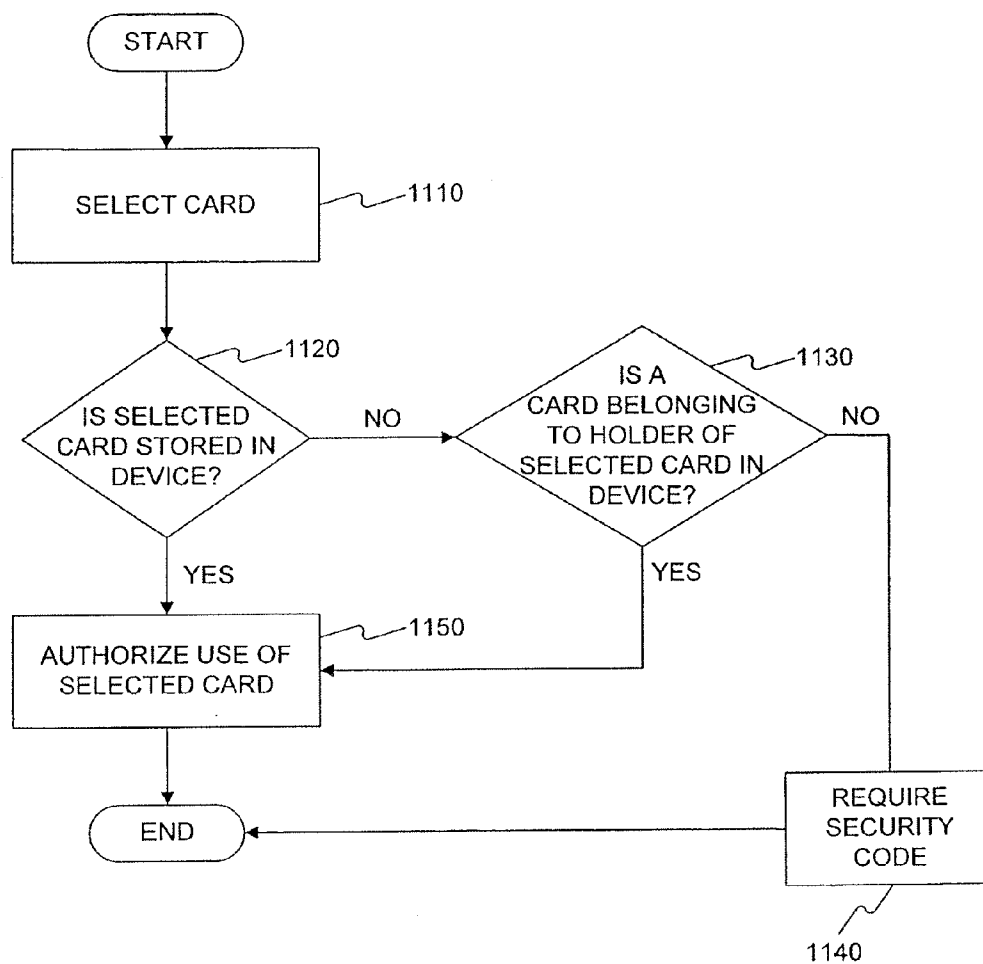 START
SELECT CARD
1110
1120
IS SELECTED
CARD STORED IN
DEVICE?
NO
1130
IS A
CARD BELONGING
TO HOLDER OF
SELECTED CARD IN
DEVICE?
NO
YES
YES
1150
AUTHORIZE USE OF
SELECTED CARD
END
REQUIRE
SECURITY
CODE
1140